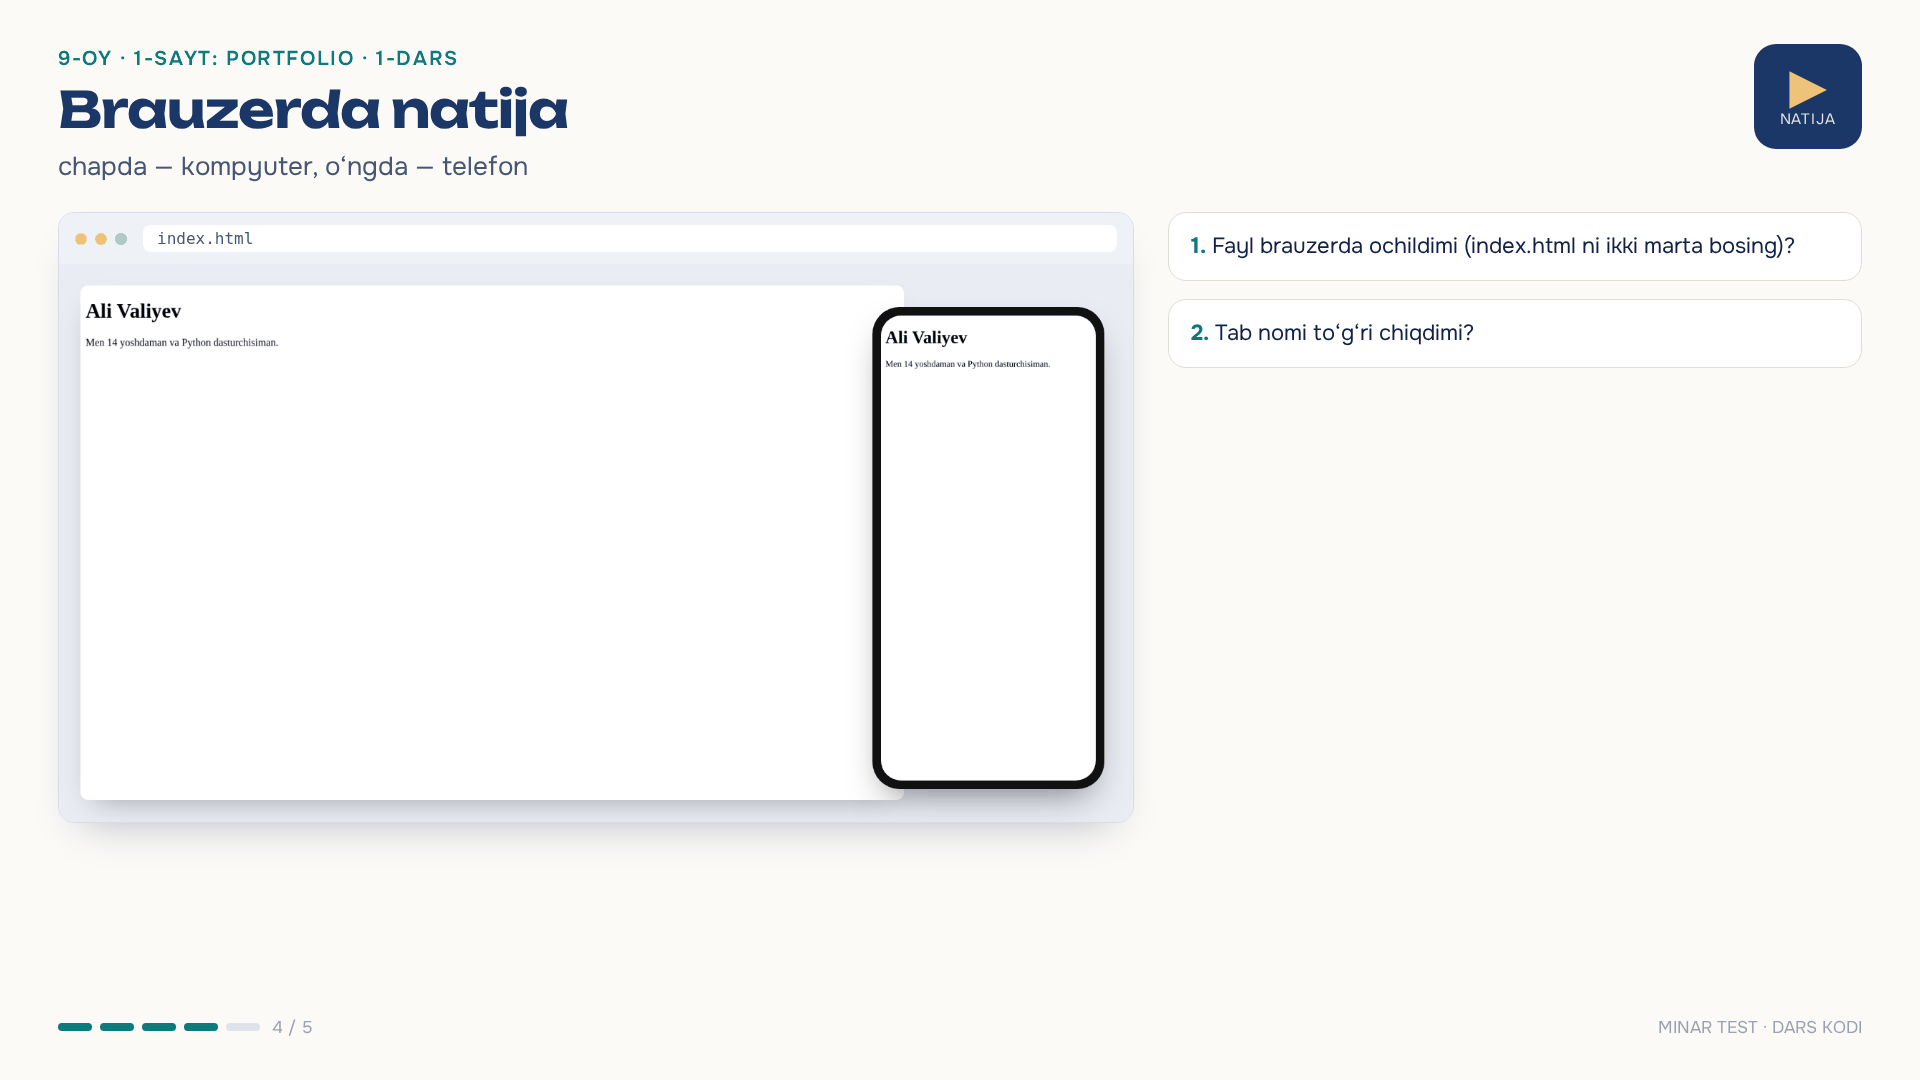 9-OY · 1-SAYT: PORTFOLIO · 1-DARS
Brauzerda natija
chapda — kompyuter, o‘ngda — telefon
NATIJA
index.html
Ali Valiyev
Men 14 yoshdaman va Python dasturchisiman.
Ali Valiyev
Men 14 yoshdaman va Python dasturchisiman.
1. Fayl brauzerda ochildimi (index.html ni ikki marta bosing)?
2. Tab nomi to‘g‘ri chiqdimi?
4 / 5
MINAR TEST · DARS KODI